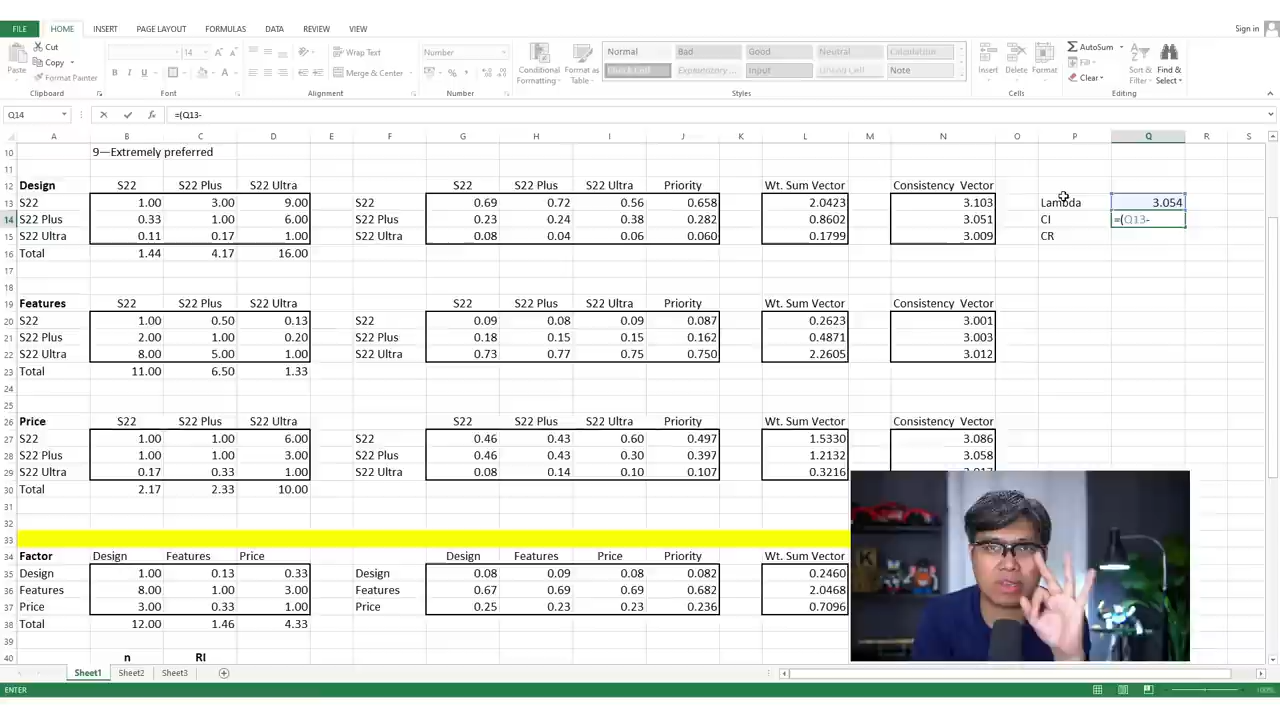 FILE HOME INSERT PAGE LAYOUT FORMULAS DATA REVIEW VIEW Sign in
Cut Copy Format Painter Paste Clipboard
14 Font
Wrap Text Merge & Center Alignment
Number Number
Conditional Formatting Format as Table
Normal Bad Good Neutral Calculation
Check Cell Explanatory... Input Linked Cell Note
Styles
Insert Delete Format Cells
AutoSum Fill Clear Sort & Filter Find & Select Editing
Q14 fx =(Q13-
A B C D E F G H I J K L M N O P Q R S
10 9—Extremely preferred
11
12 Design S22 S22 Plus S22 Ultra S22 S22 Plus S22 Ultra Priority Wt. Sum Vector Consistency Vector
13 S22 1.00 3.00 9.00 S22 0.69 0.72 0.56 0.658 2.0423 3.103 Lambda 3.054
14 S22 Plus 0.33 1.00 6.00 S22 Plus 0.23 0.24 0.38 0.282 0.8602 3.051 CI =(Q13-
15 S22 Ultra 0.11 0.17 1.00 S22 Ultra 0.08 0.04 0.06 0.060 0.1799 3.009 CR
16 Total 1.44 4.17 16.00
17
18
19 Features S22 S22 Plus S22 Ultra S22 S22 Plus S22 Ultra Priority Wt. Sum Vector Consistency Vector
20 S22 1.00 0.50 0.13 S22 0.09 0.08 0.09 0.087 0.2623 3.001
21 S22 Plus 2.00 1.00 0.20 S22 Plus 0.18 0.15 0.15 0.162 0.4871 3.003
22 S22 Ultra 8.00 5.00 1.00 S22 Ultra 0.73 0.77 0.75 0.750 2.2605 3.012
23 Total 11.00 6.50 1.33
24
25
26 Price S22 S22 Plus S22 Ultra S22 S22 Plus S22 Ultra Priority Wt. Sum Vector Consistency Vector
27 S22 1.00 1.00 6.00 S22 0.46 0.43 0.60 0.497 1.5330 3.086
28 S22 Plus 1.00 1.00 3.00 S22 Plus 0.46 0.43 0.30 0.397 1.2132 3.058
29 S22 Ultra 0.17 0.33 1.00 S22 Ultra 0.08 0.14 0.10 0.107 0.3216
30 Total 2.17 2.33 10.00
31
32
33
34 Factor Design Features Price Design Features Price Priority Wt. Sum Vector
35 Design 1.00 0.13 0.33 Design 0.08 0.09 0.08 0.082 0.2460
36 Features 8.00 1.00 3.00 Features 0.67 0.69 0.69 0.682 2.0468
37 Price 3.00 0.33 1.00 Price 0.25 0.23 0.23 0.236 0.7096
38 Total 12.00 1.46 4.33
39
40 n RI
Sheet1 Sheet2 Sheet3
ENTER